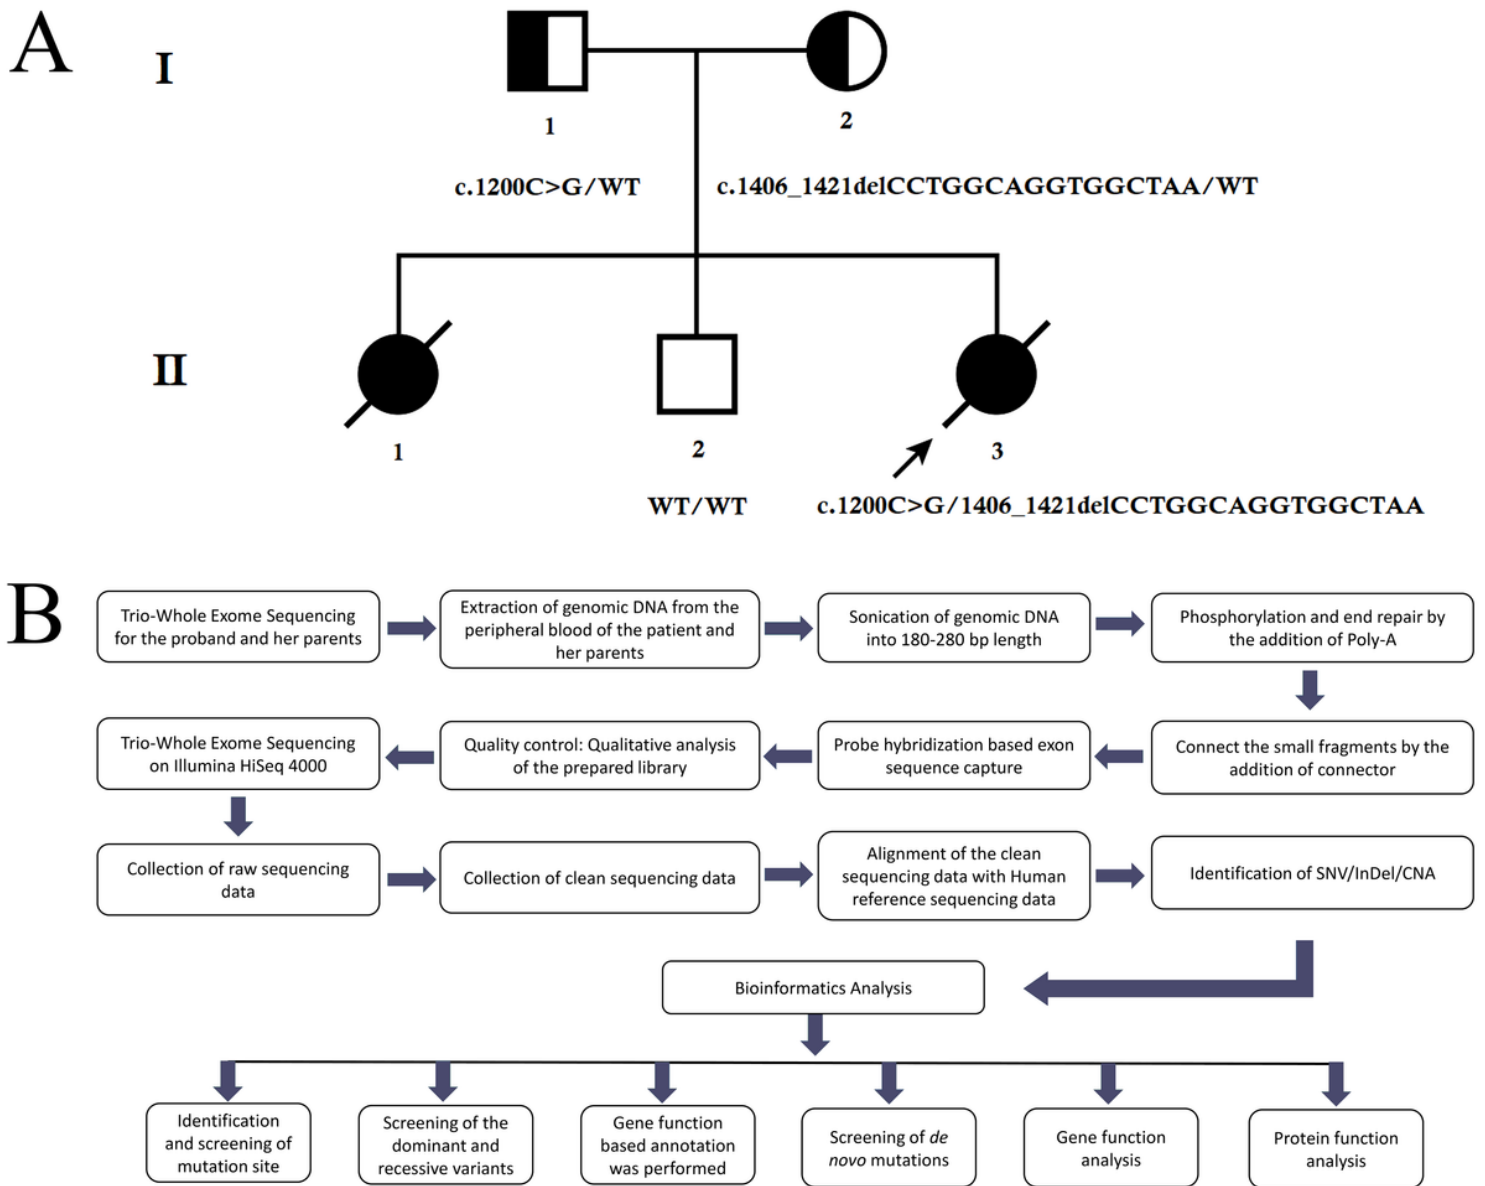 A
I
1
2
c.1200C>G/WT
c.1406_1421delCCTGGCAGGTGGCTAA/WT
II
1
2
3
WT/WT
c.1200C>G/1406_1421delCCTGGCAGGTGGCTAA
B
Trio-Whole Exome Sequencing
for the proband and her parents
Extraction of genomic DNA from the
peripheral blood of the patient and
her parents
Sonication of genomic DNA
into 180-280 bp length
Phosphorylation and end repair by
the addition of Poly-A
Trio-Whole Exome Sequencing
on Illumina HiSeq 4000
Quality control: Qualitative analysis
of the prepared library
Probe hybridization based exon
sequence capture
Connect the small fragments by the
addition of connector
Collection of raw sequencing
data
Collection of clean sequencing data
Alignment of the clean
sequencing data with Human
reference sequencing data
Identification of SNV/InDel/CNA
Bioinformatics Analysis
Identification
and screening of
mutation site
Screening of the
dominant and
recessive variants
Gene function
based annotation
was performed
Screening of de
novo mutations
Gene function
analysis
Protein function
analysis